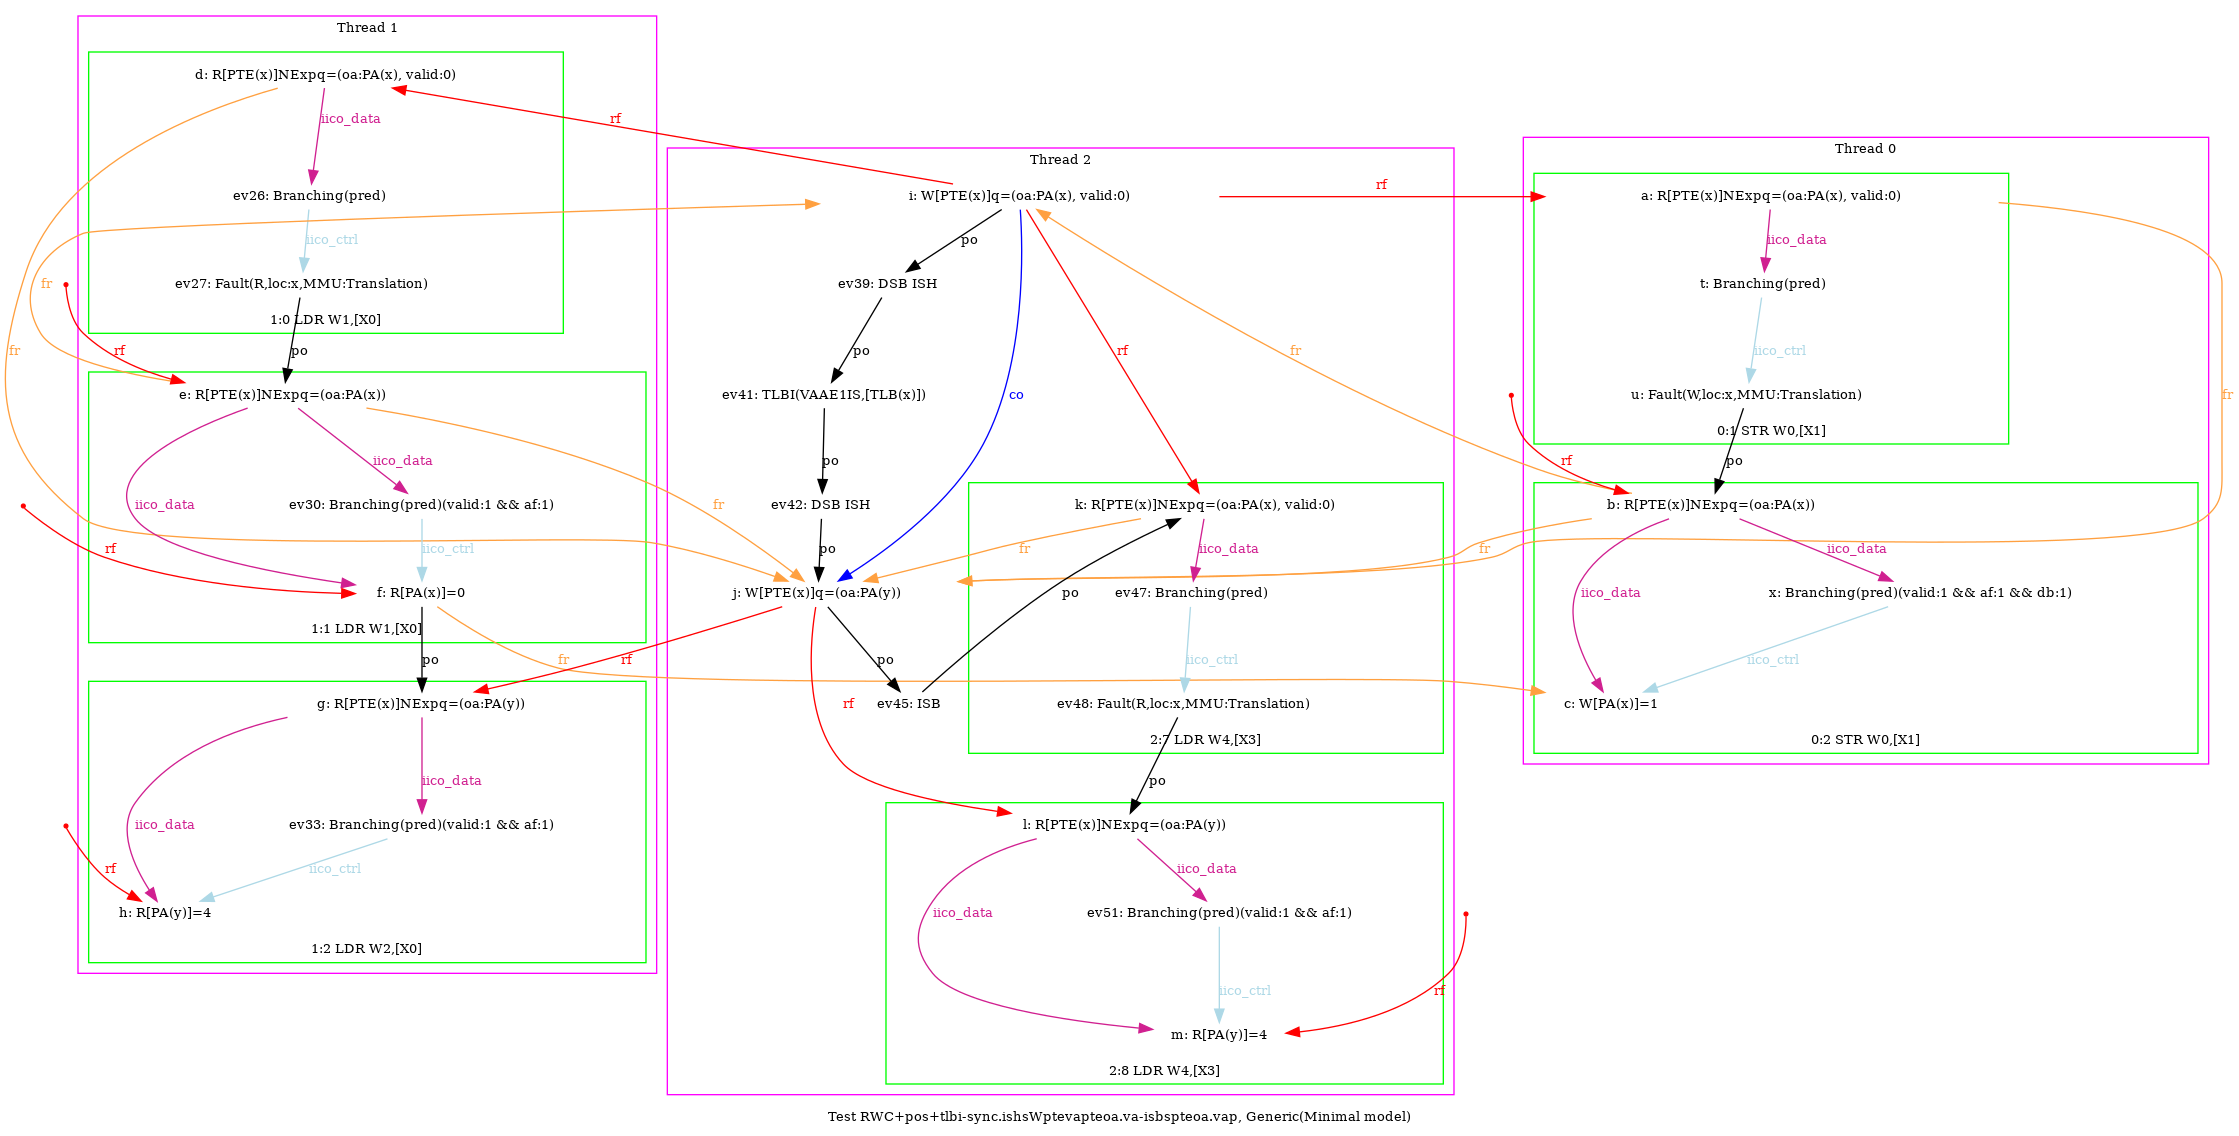 Thread 1
d: R[PTE(x)]NExpq=(oa:PA(x), valid:0)
rf
iico_data
ev26: Branching(pred)
iico_ctrl
fr
ev27: Fault(R,loc:x,MMU:Translation)
1:0 LDR W1,[X0]
fr
rf
po
e: R[PTE(x)]NExpq=(oa:PA(x))
iico_data
iico_data
ev30: Branching(pred)(valid:1 && af:1)
fr
rf
iico_ctrl
f: R[PA(x)]=0
1:1 LDR W1,[X0]
po
fr
rf
g: R[PTE(x)]NExpq=(oa:PA(y))
iico_data
iico_data
ev33: Branching(pred)(valid:1 && af:1)
rf
iico_ctrl
h: R[PA(y)]=4
1:2 LDR W2,[X0]
Thread 2
i: W[PTE(x)]q=(oa:PA(x), valid:0)
rf
po
ev39: DSB ISH
po
rf
fr
co
ev41: TLBI(VAAE1IS,[TLB(x)])
po
ev42: DSB ISH
k: R[PTE(x)]NExpq=(oa:PA(x), valid:0)
po
fr
iico_data
fr
j: W[PTE(x)]q=(oa:PA(y))
po
ev47: Branching(pred)
po
iico_ctrl
rf
ev45: ISB
ev48: Fault(R,loc:x,MMU:Translation)
2:7 LDR W4,[X3]
po
l: R[PTE(x)]NExpq=(oa:PA(y))
iico_data
iico_data
ev51: Branching(pred)(valid:1 && af:1)
iico_ctrl
rf
m: R[PA(y)]=4
2:8 LDR W4,[X3]
Thread 0
a: R[PTE(x)]NExpq=(oa:PA(x), valid:0)
iico_data
t: Branching(pred)
iico_ctrl
u: Fault(W,loc:x,MMU:Translation)
fr
0:1 STR W0,[X1]
rf
po
b: R[PTE(x)]NExpq=(oa:PA(x))
iico_data
iico_data
x: Branching(pred)(valid:1 && af:1 && db:1)
iico_ctrl
c: W[PA(x)]=1
0:2 STR W0,[X1]
Test RWC+pos+tlbi-sync.ishsWptevapteoa.va-isbspteoa.vap, Generic(Minimal model)